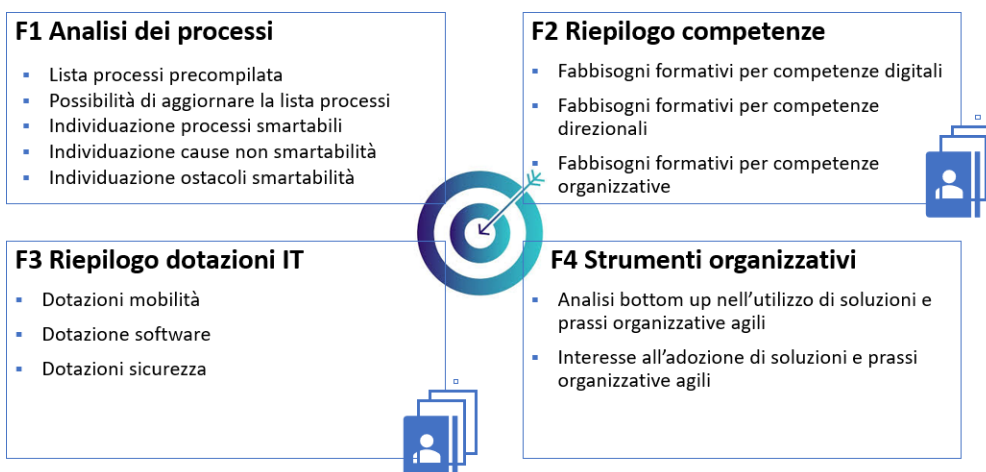 F1 Analisi dei processi
Lista processi precompilata
Possibilità di aggiornare la lista processi
Individuazione processi smartabili
Individuazione cause non smartabilità
Individuazione ostacoli smartabilità
F2 Riepilogo competenze
Fabbisogni formativi per competenze digitali
Fabbisogni formativi per competenze
direzionali
Fabbisogni formativi per competenze
organizzative
F3 Riepilogo dotazioni IT
Dotazioni mobilità
Dotazione software
Dotazioni sicurezza
F4 Strumenti organizzativi
Analisi bottom up nell'utilizzo di soluzioni e
prassi organizzative agili
Interesse all'adozione di soluzioni e prassi
organizzative agili